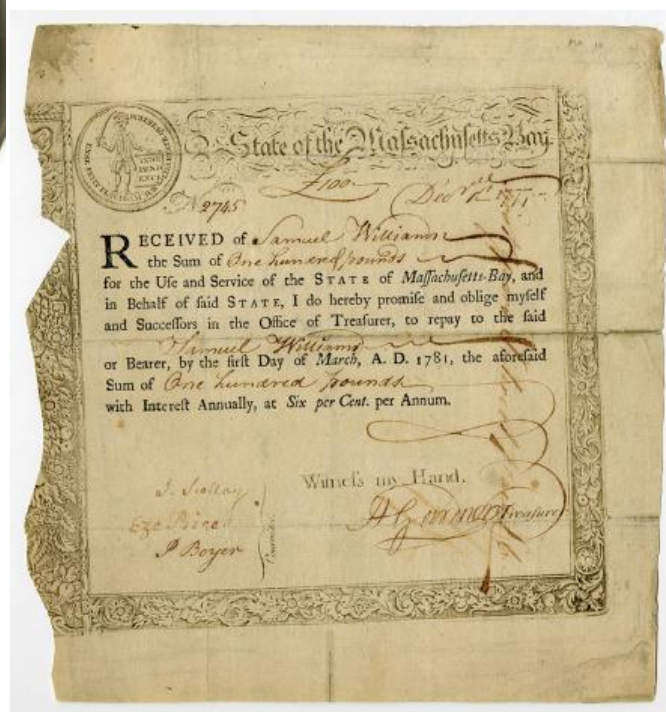 State of the Massachusetts-Bay.
£100
No 2745 Decr 1st 1777
RECEIVED of Samuel Williams
the Sum of One hundred pounds
for the Uſe and Service of the STATE of Maſſachuſetts-Bay, and
in Behalf of ſaid STATE, I do hereby promiſe and oblige myſelf
and Succeſſors in the Office of Treaſurer, to repay to the ſaid
Samuel Williams
or Bearer, by the firſt Day of March, A. D. 1781, the aforeſaid
Sum of One hundred pounds
with Intereſt Annually, at Six per Cent. per Annum.
Witneſs my Hand,
J. Scollay
Eze Price
P Boyer
H Gardner Treaſurer